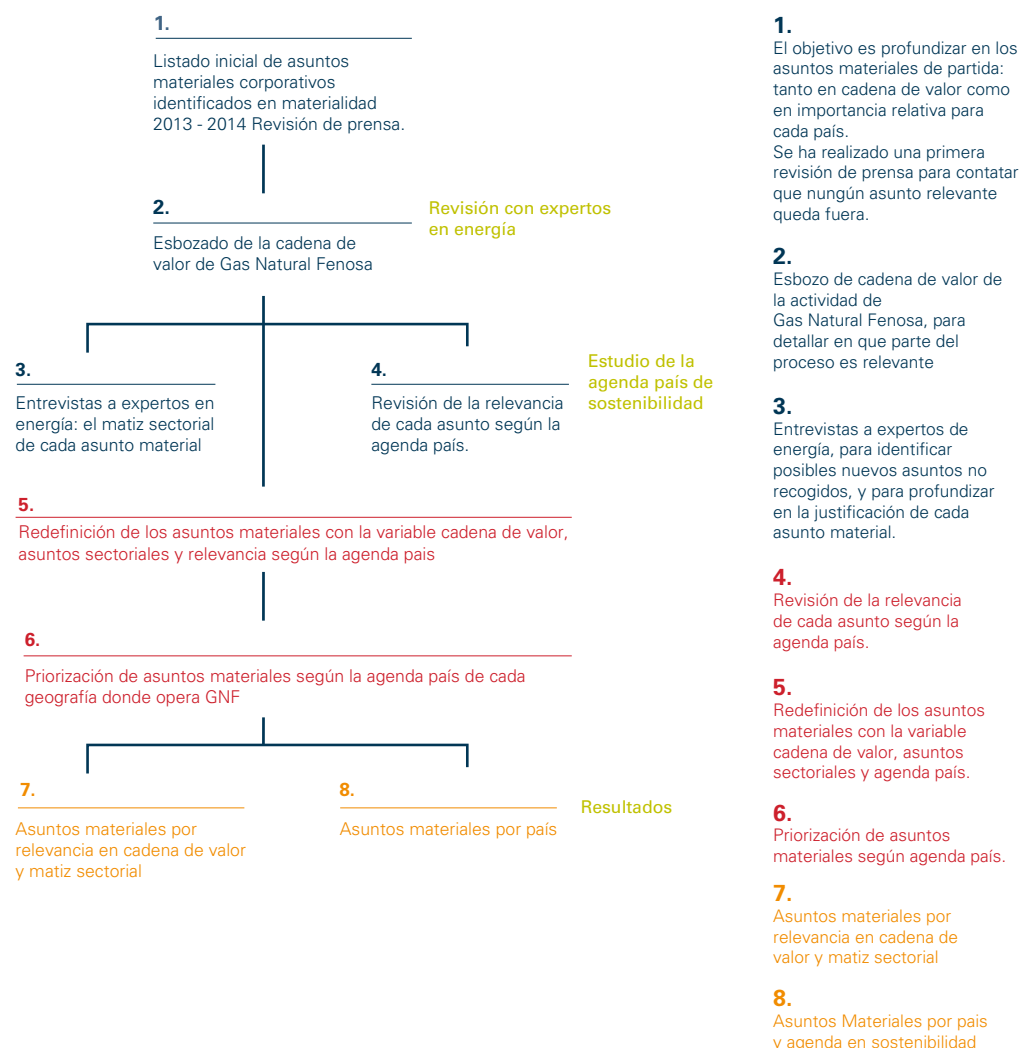 1.
Listado inicial de asuntos
materiales corporativos
identificados en materialidad
2013 - 2014 Revisión de prensa.
2.
Esbozado de la cadena de
valor de Gas Natural Fenosa
Revisión con expertos
en energía
3.
Entrevistas a expertos en
energía: el matiz sectorial
de cada asunto material
4.
Revisión de la relevancia
de cada asunto según la
agenda país.
Estudio de la
agenda país de
sostenibilidad
5.
Redefinición de los asuntos materiales con la variable cadena de valor,
asuntos sectoriales y relevancia según la agenda pais
6.
Priorización de asuntos materiales según la agenda país de cada
geografía donde opera GNF
7.
Asuntos materiales por
relevancia en cadena de valor
y matiz sectorial
8.
Asuntos materiales por país
Resultados
1.
El objetivo es profundizar en los
asuntos materiales de partida:
tanto en cadena de valor como
en importancia relativa para
cada país.
Se ha realizado una primera
revisión de prensa para contatar
que nungún asunto relevante
queda fuera.
2.
Esbozo de cadena de valor de
la actividad de
Gas Natural Fenosa, para
detallar en que parte del
proceso es relevante
3.
Entrevistas a expertos de
energía, para identificar
posibles nuevos asuntos no
recogidos, y para profundizar
en la justificación de cada
asunto material.
4.
Revisión de la relevancia
de cada asunto según la
agenda país.
5.
Redefinición de los asuntos
materiales con la variable
cadena de valor, asuntos
sectoriales y agenda país.
6.
Priorización de asuntos
materiales según agenda país.
7.
Asuntos materiales por
relevancia en cadena de
valor y matiz sectorial
8.
Asuntos Materiales por pais
y agenda en sostenibilidad